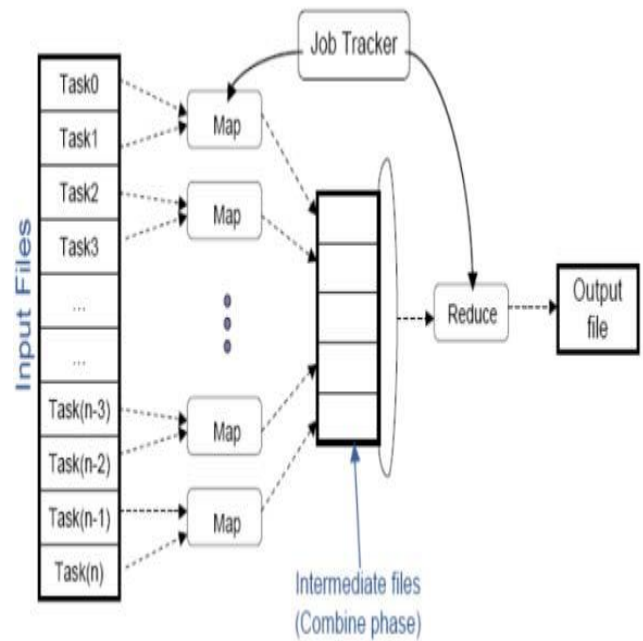 Job Tracker
Input Files
Task0
Task1
Task2
Task3
...
...
Task(n-3)
Task(n-2)
Task(n-1)
Task(n)
Map
Map
Map
Map
Intermediate files
(Combine phase)
Reduce
Output
file